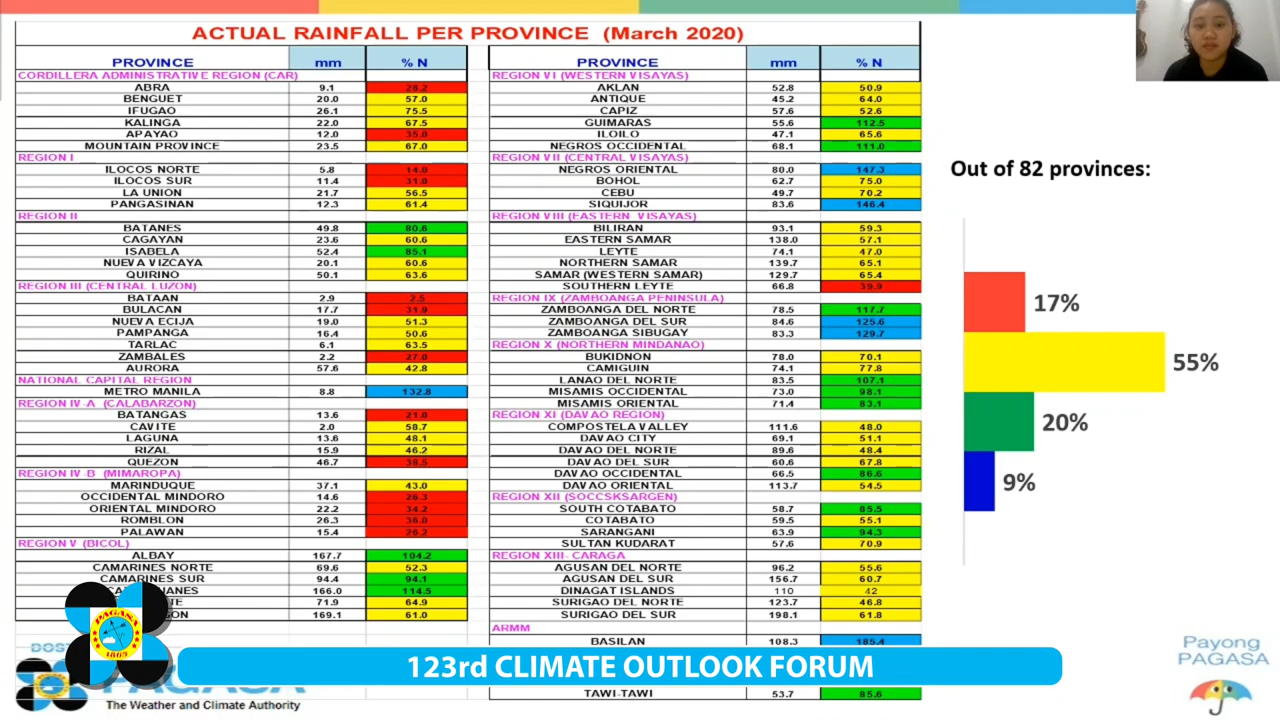 ACTUAL RAINFALL PER PROVINCE (March 2020)
PROVINCE mm % N
CORDILLERA ADMINISTRATIVE REGION (CAR)
ABRA 9.1 28.2
BENGUET 20.0 57.0
IFUGAO 26.1 75.5
KALINGA 22.0 67.5
APAYAO 12.0 35.0
MOUNTAIN PROVINCE 23.5 67.0
REGION I
ILOCOS NORTE 5.8 14.0
ILOCOS SUR 11.4 31.0
LA UNION 21.7 56.5
PANGASINAN 12.3 61.4
REGION II
BATANES 49.8 80.6
CAGAYAN 23.6 60.6
ISABELA 52.4 85.1
NUEVA VIZCAYA 20.1 60.6
QUIRINO 50.1 63.6
REGION III (CENTRAL LUZON)
BATAAN 2.9 2.5
BULACAN 17.7 31.9
NUEVA ECIJA 19.0 51.3
PAMPANGA 16.4 50.6
TARLAC 6.1 63.5
ZAMBALES 2.2 27.0
AURORA 57.6 42.8
NATIONAL CAPITAL REGION
METRO MANILA 8.8 132.8
REGION IV-A (CALABARZON)
BATANGAS 13.6 21.0
CAVITE 2.0 58.7
LAGUNA 13.6 48.1
RIZAL 15.9 46.2
QUEZON 46.7 38.5
REGION IV-B (MIMAROPA)
MARINDUQUE 37.1 43.0
OCCIDENTAL MINDORO 14.6 26.3
ORIENTAL MINDORO 22.2 34.2
ROMBLON 26.3 36.0
PALAWAN 15.4 26.2
REGION V (BICOL)
ALBAY 167.7 104.2
CAMARINES NORTE 69.6 52.3
CAMARINES SUR 94.4 94.1
166.0 114.5
71.9 64.9
169.1 61.0
PROVINCE mm % N
REGION VI (WESTERN VISAYAS)
AKLAN 52.8 50.9
ANTIQUE 45.2 64.0
CAPIZ 57.6 52.6
GUIMARAS 55.6 112.5
ILOILO 47.1 65.6
NEGROS OCCIDENTAL 68.1 111.0
REGION VII (CENTRAL VISAYAS)
NEGROS ORIENTAL 80.0 147.3
BOHOL 62.7 75.0
CEBU 49.7 70.2
SIQUIJOR 83.6 146.4
REGION VIII (EASTERN VISAYAS)
BILIRAN 93.1 59.3
EASTERN SAMAR 138.0 57.1
LEYTE 74.1 47.0
NORTHERN SAMAR 139.7 65.1
SAMAR (WESTERN SAMAR) 129.7 65.4
SOUTHERN LEYTE 66.8 39.9
REGION IX (ZAMBOANGA PENINSULA)
ZAMBOANGA DEL NORTE 78.5 117.7
ZAMBOANGA DEL SUR 84.6 125.6
ZAMBOANGA SIBUGAY 83.3 129.7
REGION X (NORTHERN MINDANAO)
BUKIDNON 78.0 70.1
CAMIGUIN 74.1 77.8
LANAO DEL NORTE 83.5 107.1
MISAMIS OCCIDENTAL 73.0 98.1
MISAMIS ORIENTAL 71.4 83.1
REGION XI (DAVAO REGION)
COMPOSTELA VALLEY 111.6 48.0
DAVAO CITY 69.1 51.1
DAVAO DEL NORTE 89.6 48.4
DAVAO DEL SUR 60.6 67.8
DAVAO OCCIDENTAL 66.5 86.6
DAVAO ORIENTAL 113.7 54.5
REGION XII (SOCCSKSARGEN)
SOUTH COTABATO 58.7 85.5
COTABATO 59.5 55.1
SARANGANI 63.9 94.3
SULTAN KUDARAT 57.6 70.9
REGION XIII- CARAGA
AGUSAN DEL NORTE 96.2 55.6
AGUSAN DEL SUR 156.7 60.7
DINAGAT ISLANDS 110 42
SURIGAO DEL NORTE 123.7 46.8
SURIGAO DEL SUR 198.1 61.8
ARMM
BASILAN 108.3 185.4
TAWI-TAWI 53.7 85.6
Out of 82 provinces:
17%
55%
20%
9%
PAGASA
1865
123rd CLIMATE OUTLOOK FORUM
The Weather and Climate Authority
Payong
PAGASA